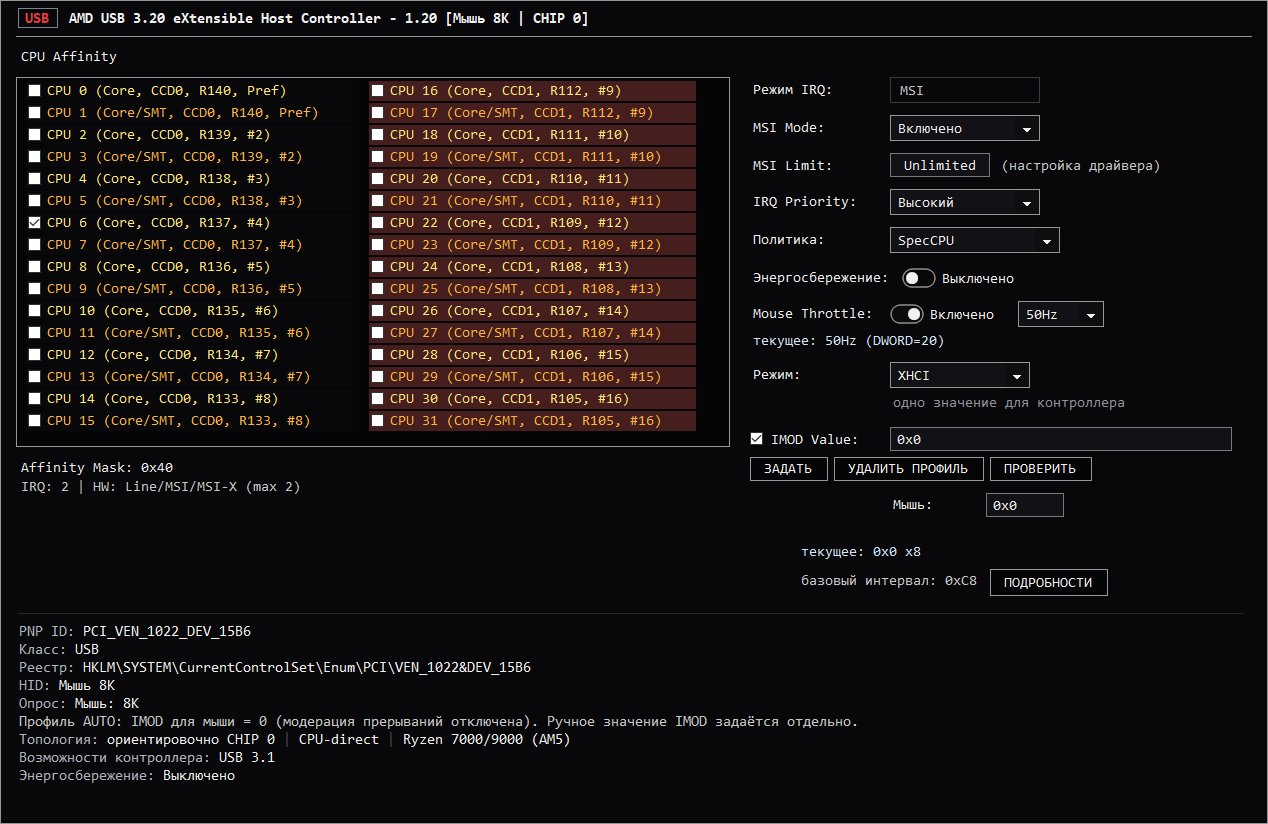 USB AMD USB 3.20 eXtensible Host Controller - 1.20 [Мышь 8K | CHIP 0]
CPU Affinity
CPU 0 (Core, CCD0, R140, Pref)
CPU 1 (Core/SMT, CCD0, R140, Pref)
CPU 2 (Core, CCD0, R139, #2)
CPU 3 (Core/SMT, CCD0, R139, #2)
CPU 4 (Core, CCD0, R138, #3)
CPU 5 (Core/SMT, CCD0, R138, #3)
CPU 6 (Core, CCD0, R137, #4)
CPU 7 (Core/SMT, CCD0, R137, #4)
CPU 8 (Core, CCD0, R136, #5)
CPU 9 (Core/SMT, CCD0, R136, #5)
CPU 10 (Core, CCD0, R135, #6)
CPU 11 (Core/SMT, CCD0, R135, #6)
CPU 12 (Core, CCD0, R134, #7)
CPU 13 (Core/SMT, CCD0, R134, #7)
CPU 14 (Core, CCD0, R133, #8)
CPU 15 (Core/SMT, CCD0, R133, #8)
CPU 16 (Core, CCD1, R112, #9)
CPU 17 (Core/SMT, CCD1, R112, #9)
CPU 18 (Core, CCD1, R111, #10)
CPU 19 (Core/SMT, CCD1, R111, #10)
CPU 20 (Core, CCD1, R110, #11)
CPU 21 (Core/SMT, CCD1, R110, #11)
CPU 22 (Core, CCD1, R109, #12)
CPU 23 (Core/SMT, CCD1, R109, #12)
CPU 24 (Core, CCD1, R108, #13)
CPU 25 (Core/SMT, CCD1, R108, #13)
CPU 26 (Core, CCD1, R107, #14)
CPU 27 (Core/SMT, CCD1, R107, #14)
CPU 28 (Core, CCD1, R106, #15)
CPU 29 (Core/SMT, CCD1, R106, #15)
CPU 30 (Core, CCD1, R105, #16)
CPU 31 (Core/SMT, CCD1, R105, #16)
Affinity Mask: 0x40
IRQ: 2 | HW: Line/MSI/MSI-X (max 2)
Режим IRQ: MSI
MSI Mode: Включено
MSI Limit: Unlimited (настройка драйвера)
IRQ Priority: Высокий
Политика: SpecCPU
Энергосбережение: Выключено
Mouse Throttle: Включено 50Hz
текущее: 50Hz (DWORD=20)
Режим: XHCI
одно значение для контроллера
IMOD Value: 0x0
ЗАДАТЬ УДАЛИТЬ ПРОФИЛЬ ПРОВЕРИТЬ
Мышь: 0x0
текущее: 0x0 x8
базовый интервал: 0xC8 ПОДРОБНОСТИ
PNP ID: PCI_VEN_1022_DEV_15B6
Класс: USB
Реестр: HKLM\SYSTEM\CurrentControlSet\Enum\PCI\VEN_1022&DEV_15B6
HID: Мышь 8K
Опрос: Мышь: 8K
Профиль AUTO: IMOD для мыши = 0 (модерация прерываний отключена). Ручное значение IMOD задаётся отдельно.
Топология: ориентировочно CHIP 0 | CPU-direct | Ryzen 7000/9000 (AM5)
Возможности контроллера: USB 3.1
Энергосбережение: Выключено